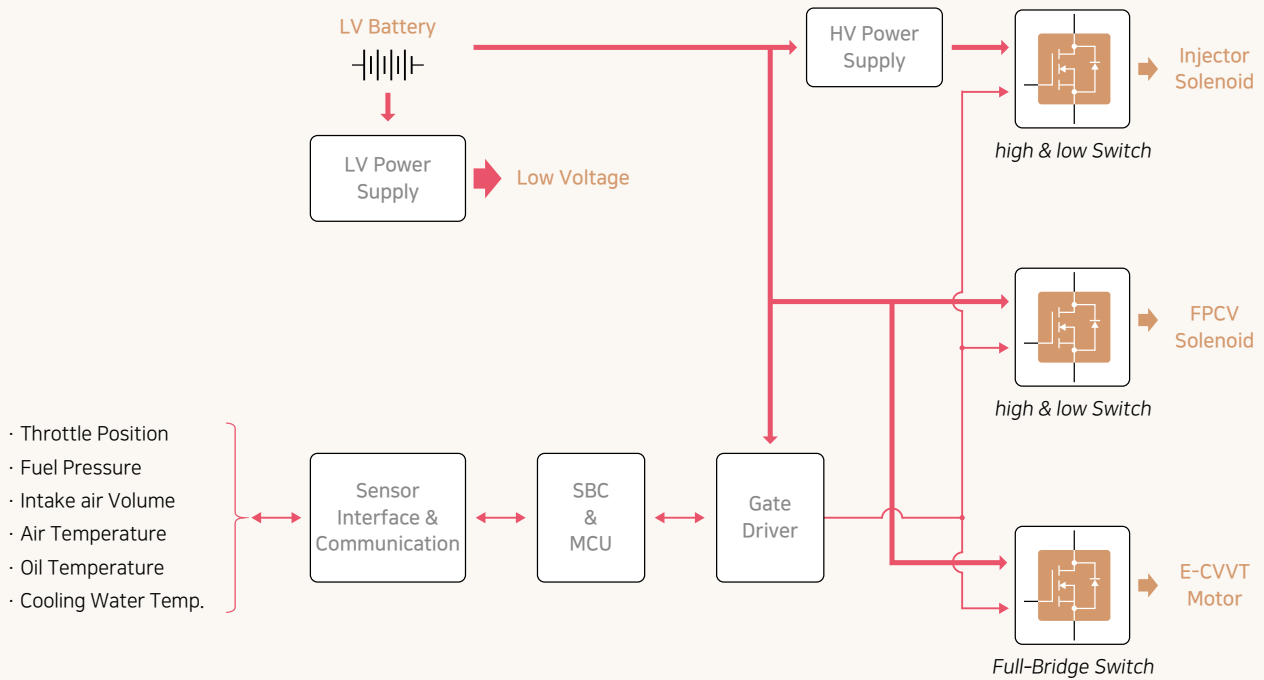 LV Battery
HV Power
Supply
Injector
Solenoid
high & low Switch
LV Power
Supply
Low Voltage
FPCV
Solenoid
high & low Switch
· Throttle Position
· Fuel Pressure
· Intake air Volume
· Air Temperature
· Oil Temperature
· Cooling Water Temp.
Sensor
Interface &
Communication
SBC
&
MCU
Gate
Driver
E-CVVT
Motor
Full-Bridge Switch